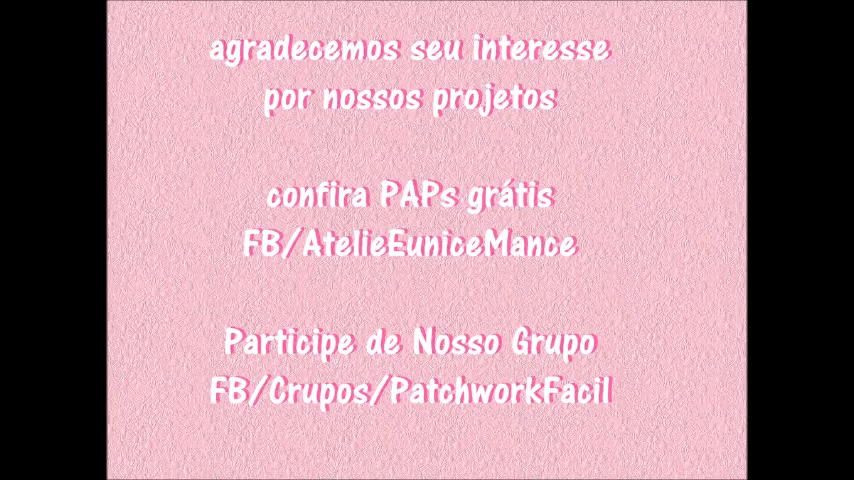 agradecemos seu interesse
por nossos projetos
confira PAPs grátis
FB/AtelieEuniceMance
Participe de Nosso Grupo
FB/Grupos/PatchworkFacil